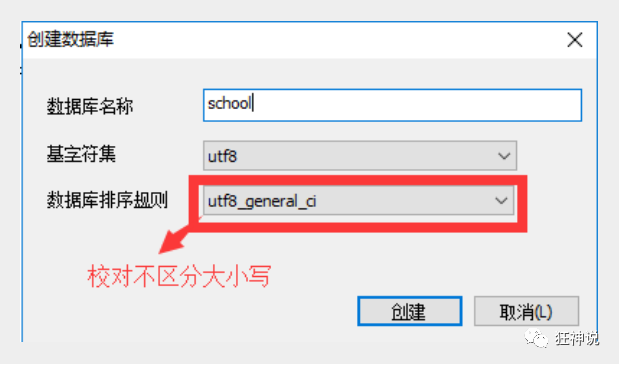 创建数据库
数据库名称
school
基字符集
utf8
数据库排序规则
utf8_general_ci
校对不区分大小写
创建
取消(L)
狂神说